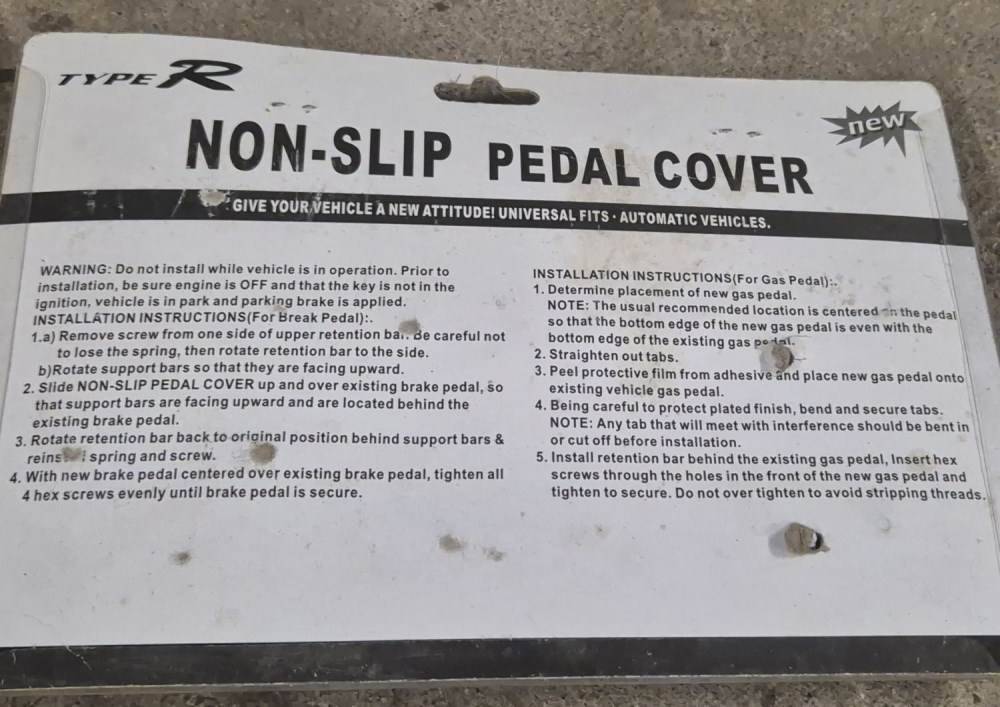 TYPE R
new
NON-SLIP PEDAL COVER
GIVE YOUR VEHICLE A NEW ATTITUDE! UNIVERSAL FITS · AUTOMATIC VEHICLES.
WARNING: Do not install while vehicle is in operation. Prior to
installation, be sure engine is OFF and that the key is not in the
ignition, vehicle is in park and parking brake is applied.
INSTALLATION INSTRUCTIONS(For Break Pedal):.
1.a) Remove screw from one side of upper retention bar. Be careful not
to lose the spring, then rotate retention bar to the side.
b)Rotate support bars so that they are facing upward.
2. Slide NON-SLIP PEDAL COVER up and over existing brake pedal, so
that support bars are facing upward and are located behind the
existing brake pedal.
3. Rotate retention bar back to original position behind support bars &
spring and screw.
4. With new brake pedal centered over existing brake pedal, tighten all
4 hex screws evenly until brake pedal is secure.
INSTALLATION INSTRUCTIONS(For Gas Pedal):.
1. Determine placement of new gas pedal.
NOTE: The usual recommended location is centered on the pedal
so that the bottom edge of the new gas pedal is even with the
bottom edge of the existing gas pedal.
2. Straighten out tabs.
3. Peel protective film from adhesive and place new gas pedal onto
existing vehicle gas pedal.
4. Being careful to protect plated finish, bend and secure tabs.
NOTE: Any tab that will meet with interference should be bent in
or cut off before installation.
5. Install retention bar behind the existing gas pedal, Insert hex
screws through the holes in the front of the new gas pedal and
tighten to secure. Do not over tighten to avoid stripping threads.